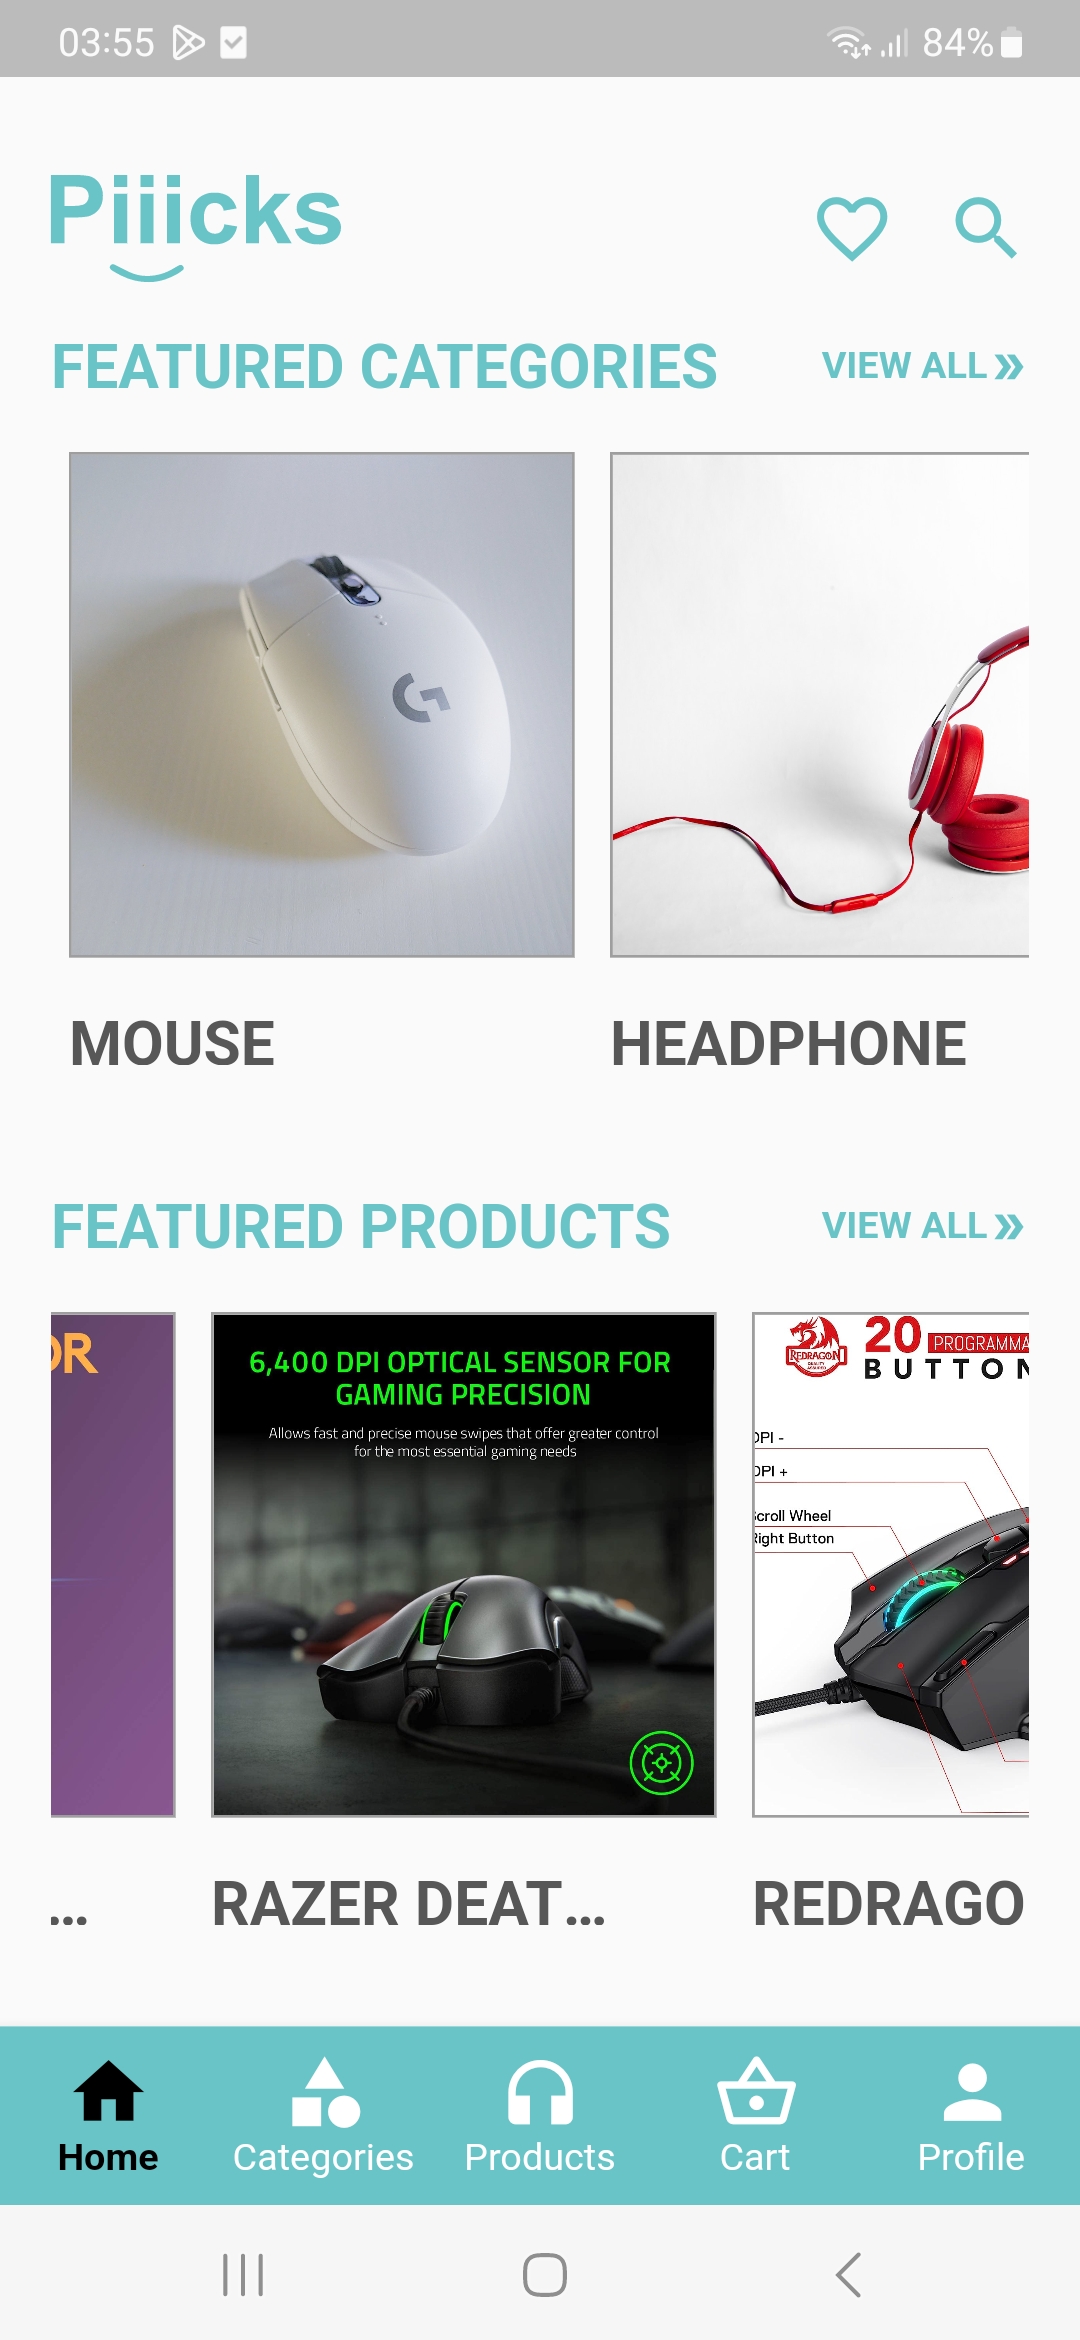 03:55
84%
Piiicks
FEATURED CATEGORIES
VIEW ALL »
MOUSE
HEADPHONE
FEATURED PRODUCTS
VIEW ALL »
OR
...
6,400 DPI OPTICAL SENSOR FOR
GAMING PRECISION
Allows fast and precise mouse swipes that offer greater control
for the most essential gaming needs
RAZER DEAT...
REDRAGON
20 PROGRAMMA
BUTTON
DPI -
DPI +
Scroll Wheel
Right Button
REDRAGO
Home
Categories
Products
Cart
Profile